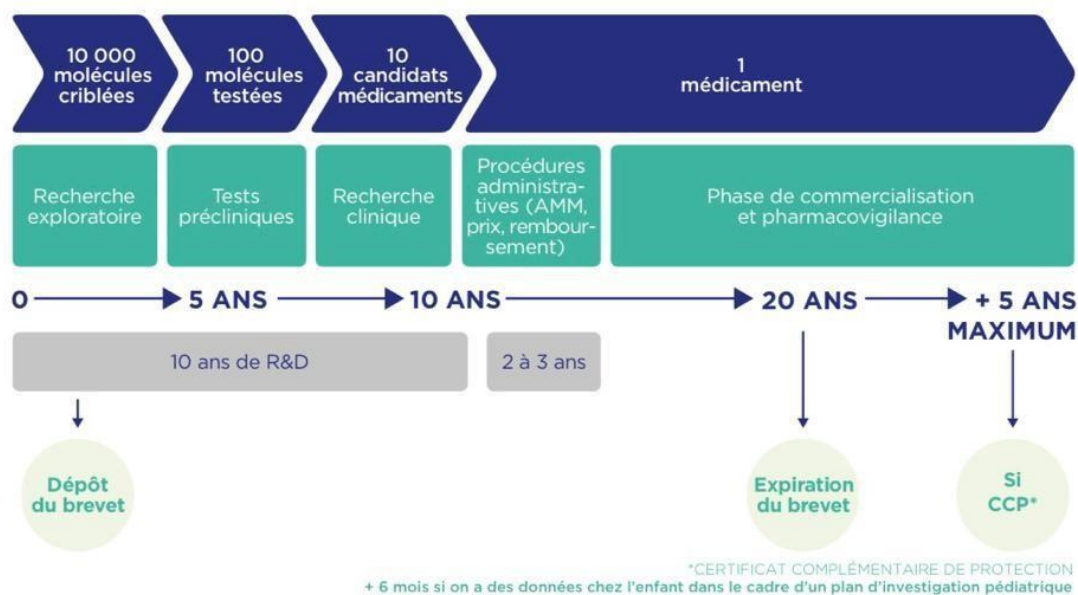 10 000
molécules
criblées
100
molécules
testées
10
candidats
médicaments
1
médicament
Recherche
exploratoire
Tests
précliniques
Recherche
clinique
Procédures
administra-
tives (AMM,
prix, rembour-
sement)
Phase de commercialisation
et pharmacovigilance
0
5 ANS
10 ANS
20 ANS
+ 5 ANS
MAXIMUM
10 ans de R&D
2 à 3 ans
Dépôt
du brevet
Expiration
du brevet
Si
CCP*
*CERTIFICAT COMPLÉMENTAIRE DE PROTECTION
+ 6 mois si on a des données chez l'enfant dans le cadre d'un plan d'investigation pédiatrique